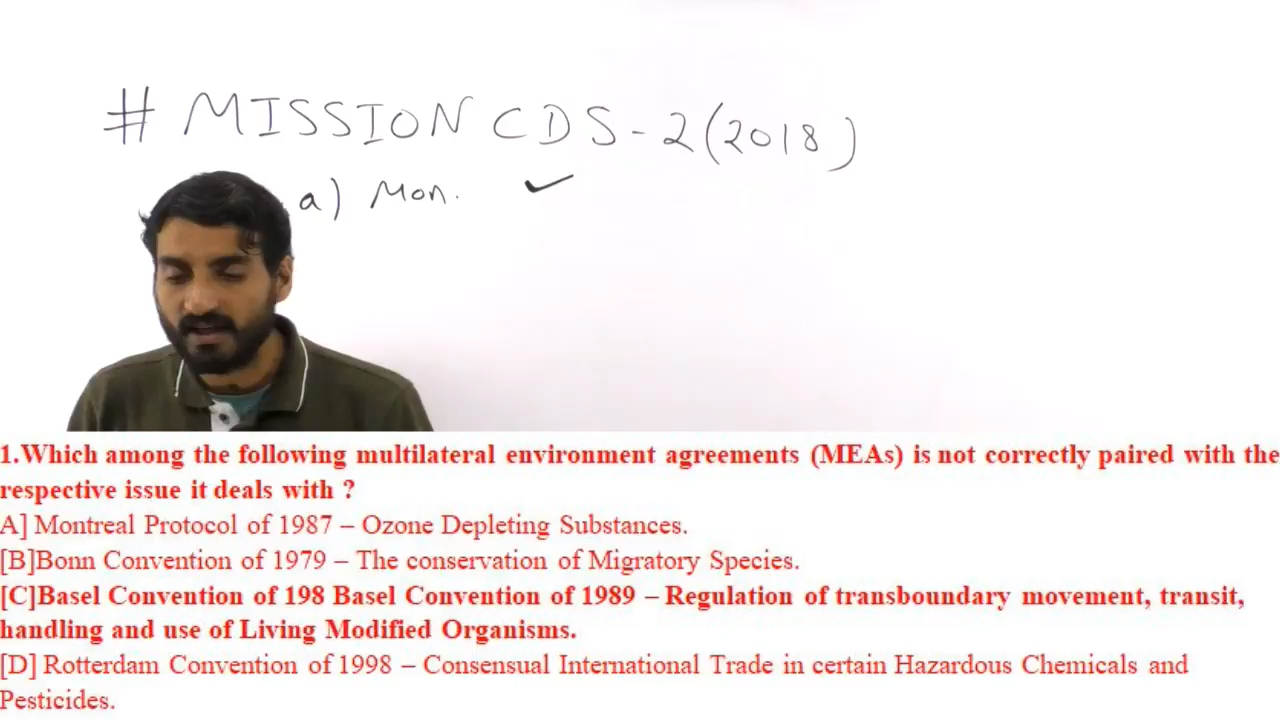 # MISSION CDS-2 (2018)
a) Mon. ✓
1.Which among the following multilateral environment agreements (MEAs) is not correctly paired with the
respective issue it deals with ?
A] Montreal Protocol of 1987 – Ozone Depleting Substances.
[B]Bonn Convention of 1979 – The conservation of Migratory Species.
[C]Basel Convention of 198 Basel Convention of 1989 – Regulation of transboundary movement, transit,
handling and use of Living Modified Organisms.
[D] Rotterdam Convention of 1998 – Consensual International Trade in certain Hazardous Chemicals and
Pesticides.